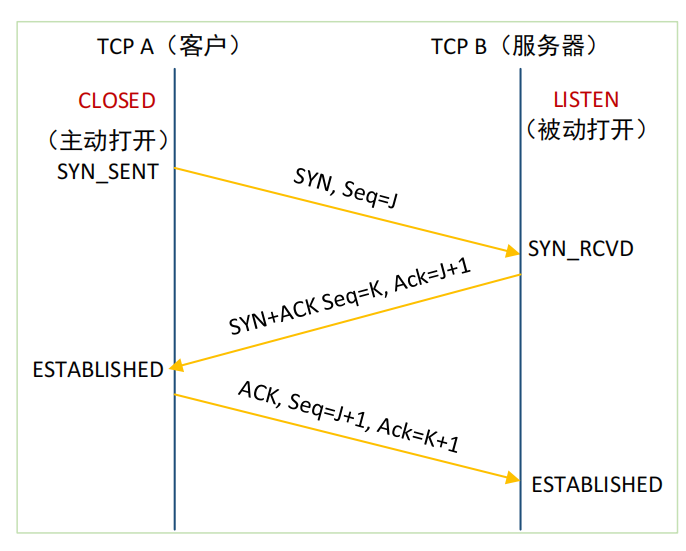 TCP A（客户）
TCP B（服务器）
CLOSED
LISTEN
（主动打开）
（被动打开）
SYN_SENT
SYN, Seq=J
SYN_RCVD
SYN+ACK Seq=K, Ack=J+1
ESTABLISHED
ACK, Seq=J+1, Ack=K+1
ESTABLISHED